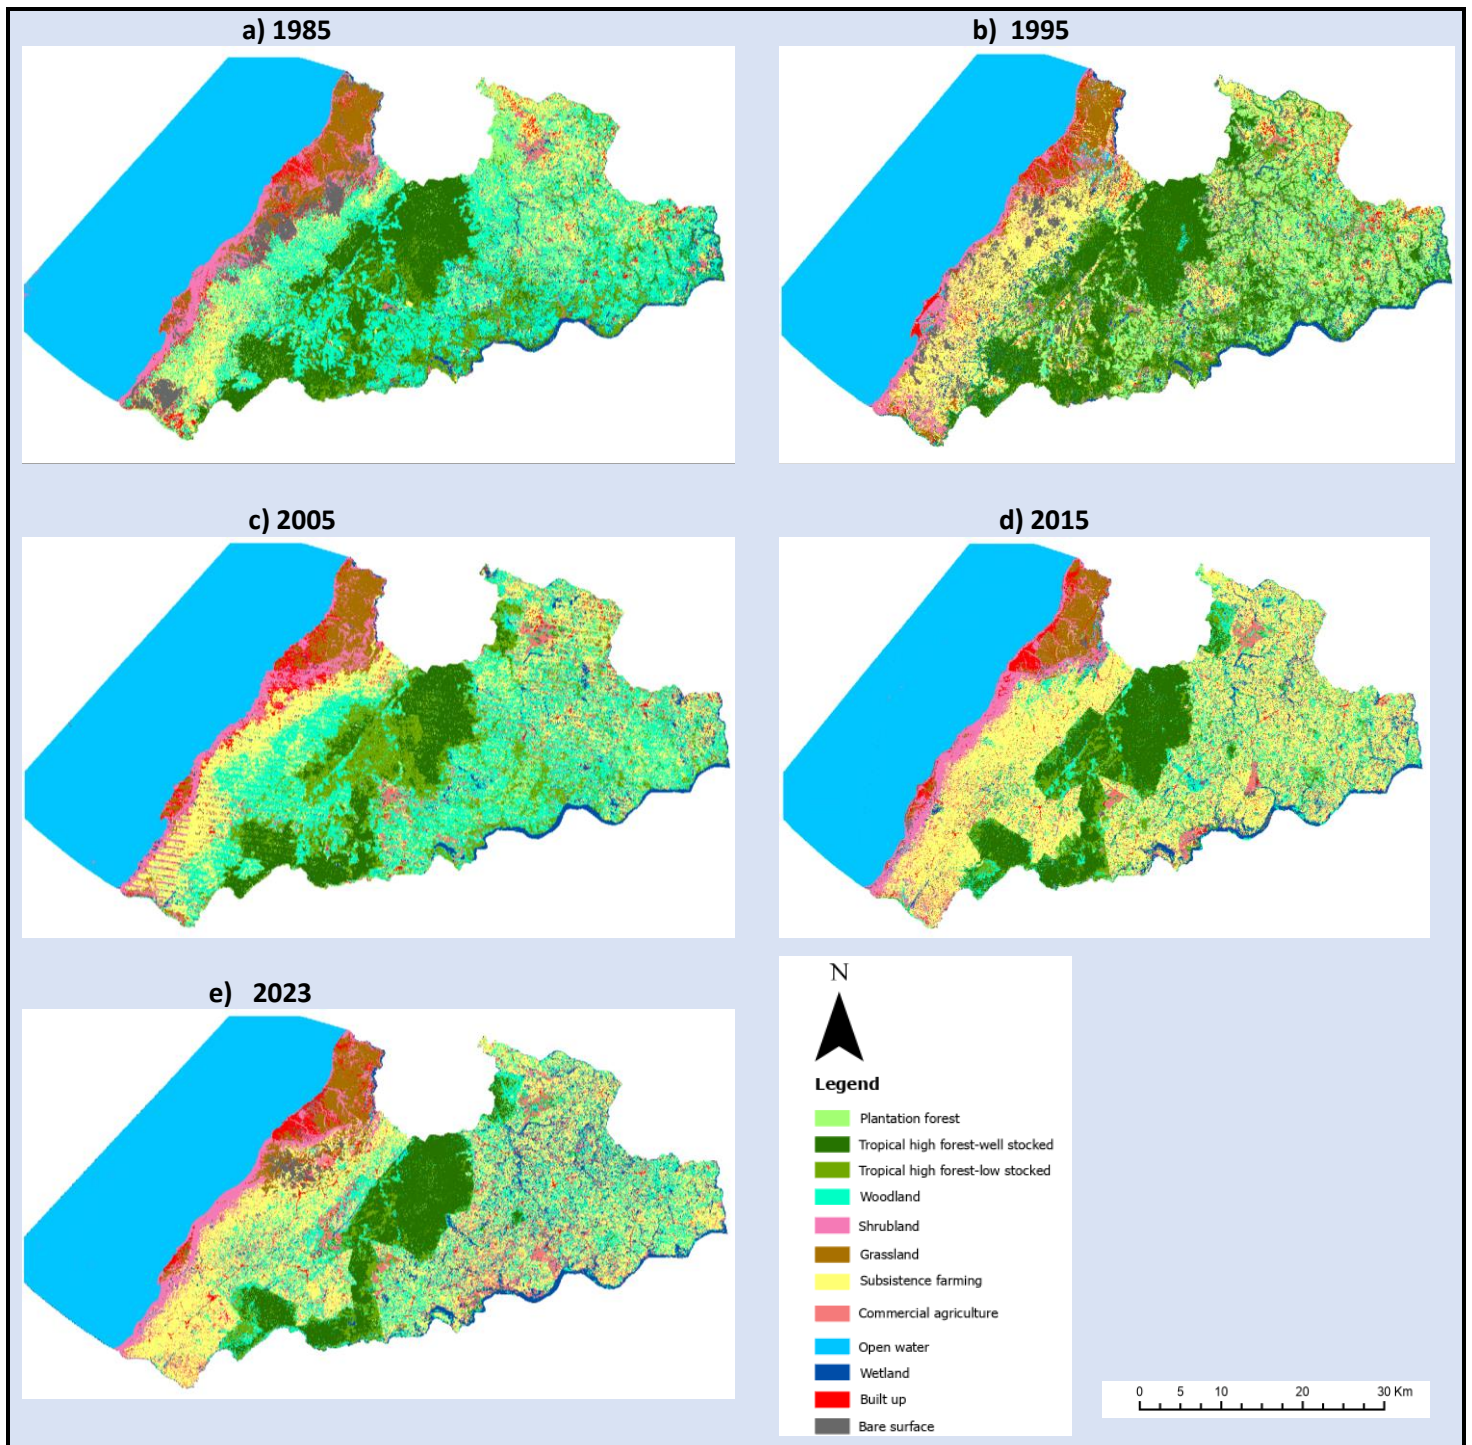 a) 1985
b) 1995
c) 2005
d) 2015
e) 2023
N
Legend
Plantation forest
Tropical high forest-well stocked
Tropical high forest-low stocked
Woodland
Shrubland
Grassland
Subsistence farming
Commercial agriculture
Open water
Wetland
Built up
Bare surface
0 5 10 20 30 Km